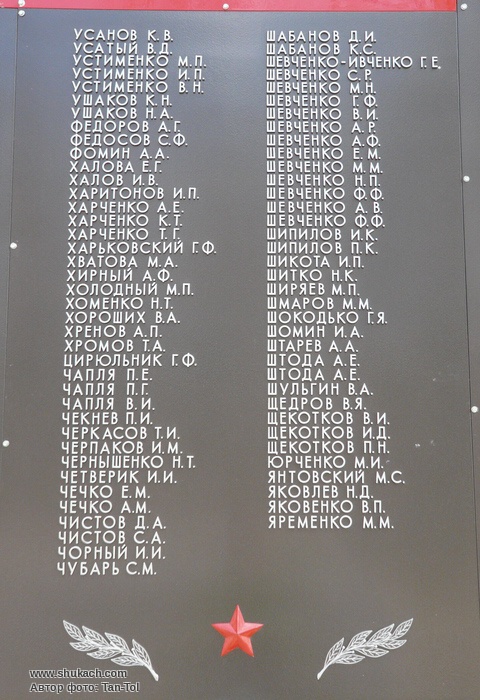 УСАНОВ К.В.
УСАТЫЙ В.Д.
УСТИМЕНКО М.П.
УСТИМЕНКО И.П.
УСТИМЕНКО В.Н.
УШАКОВ К.Н.
УШАКОВ Н.А.
ФЕДОРОВ А.Г.
ФЕДОСОВ С.Ф.
ФОМИН А.А.
ХАЛОВА Е.Г.
ХАЛОВ И.В.
ХАРИТОНОВ И.П.
ХАРЧЕНКО А.Е.
ХАРЧЕНКО К.Т.
ХАРЧЕНКО Т.Г.
ХАРЬКОВСКИЙ Г.Ф.
ХВАТОВА М.А.
ХИРНЫЙ А.Ф.
ХОЛОДНЫЙ М.П.
ХОМЕНКО Н.Т.
ХОРОШИХ В.А.
ХРЕНОВ А.П.
ХРОМОВ Т.А.
ЦИРЮЛЬНИК Г.Ф.
ЧАПЛЯ П.Е.
ЧАПЛЯ П.Г.
ЧАПЛЯ В.И.
ЧЕКНЕВ П.И.
ЧЕРКАСОВ Т.И.
ЧЕРПАКОВ И.М.
ЧЕРНЫШЕНКО Н.Т.
ЧЕТВЕРИК И.И.
ЧЕЧКО Е.М.
ЧЕЧКО А.М.
ЧИСТОВ Д.А.
ЧИСТОВ С.А.
ЧОРНЫЙ И.И.
ЧУБАРЬ С.М.
ШАБАНОВ Д.И.
ШАБАНОВ К.С.
ШЕВЧЕНКО-ИВЧЕНКО Г.Е.
ШЕВЧЕНКО С.Р.
ШЕВЧЕНКО М.Н.
ШЕВЧЕНКО Г.Ф.
ШЕВЧЕНКО В.И.
ШЕВЧЕНКО А.Р.
ШЕВЧЕНКО А.Ф.
ШЕВЧЕНКО Е.М.
ШЕВЧЕНКО М.М.
ШЕВЧЕНКО Н.П.
ШЕВЧЕНКО Ф.Ф.
ШЕВЧЕНКО А.В.
ШЕВЧЕНКО Ф.Ф.
ШИПИЛОВ И.К.
ШИПИЛОВ П.К.
ШИКОТА И.П.
ШИТКО Н.К.
ШИРЯЕВ М.П.
ШМАРОВ М.М.
ШОКОДЬКО Г.Я.
ШОМИН И.А.
ШТАРЕВ А.А.
ШТОДА А.Е.
ШТОДА А.Е.
ШУЛЬГИН В.А.
ЩЕДРОВ В.Я.
ЩЕКОТКОВ В.И.
ЩЕКОТКОВ И.Д.
ЩЕКОТКОВ П.Н.
ЮРЧЕНКО М.И.
ЯНТОВСКИЙ М.С.
ЯКОВЛЕВ Н.Д.
ЯКОВЕНКО В.П.
ЯРЕМЕНКО М.М.
www.shukach.com
Автор фото: Tan-Tol